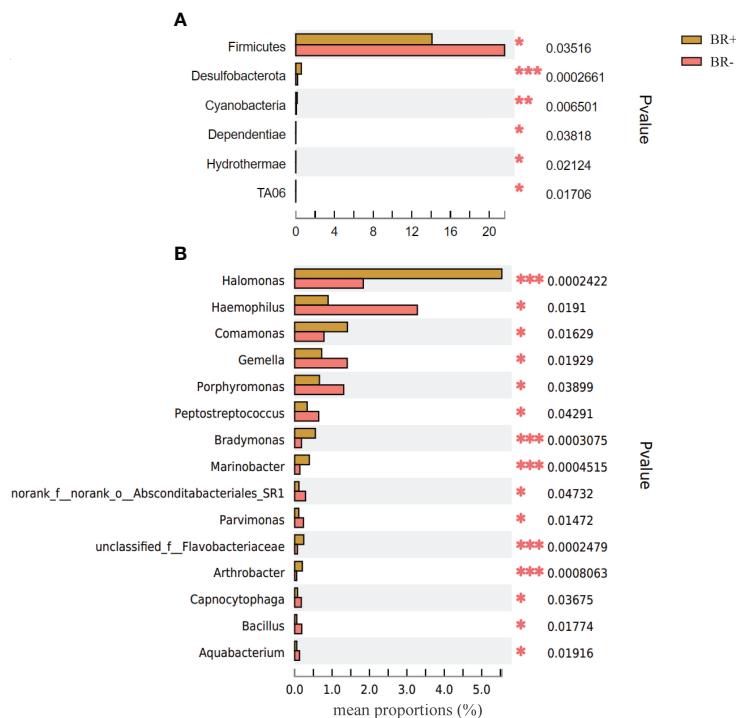 A
BR+
BR-
Firmicutes * 0.03516
Desulfobacterota *** 0.0002661
Cyanobacteria ** 0.006501
Dependentiae * 0.03818
Hydrothermae * 0.02124
TA06 * 0.01706
Pvalue
0 4 8 12 16 20
B
Halomonas *** 0.0002422
Haemophilus * 0.0191
Comamonas * 0.01629
Gemella * 0.01929
Porphyromonas * 0.03899
Peptostreptococcus * 0.04291
Bradymonas *** 0.0003075
Marinobacter *** 0.0004515
norank_f__norank_o__Absconditabacteriales_SR1 * 0.04732
Parvimonas * 0.01472
unclassified_f__Flavobacteriaceae *** 0.0002479
Arthrobacter *** 0.0008063
Capnocytophaga * 0.03675
Bacillus * 0.01774
Aquabacterium * 0.01916
Pvalue
0.0 1.0 2.0 3.0 4.0 5.0
mean proportions (%)